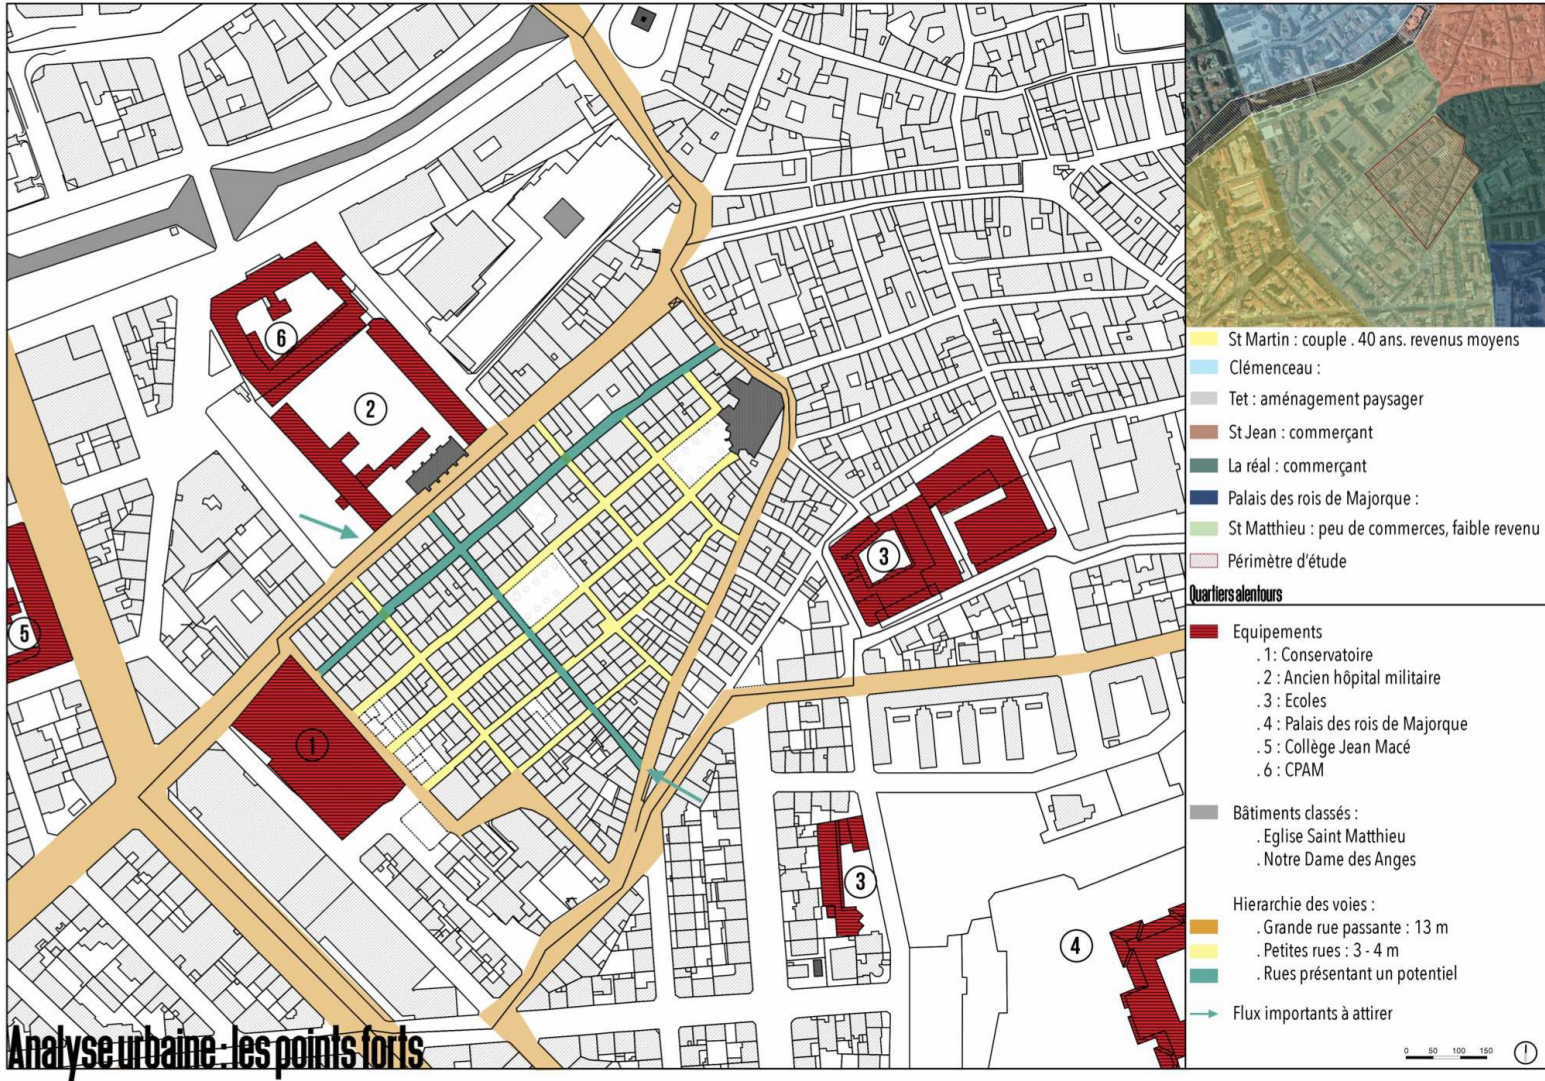 6
2
3
5
1
3
4
Analyse urbaine : les points forts
St Martin : couple . 40 ans. revenus moyens
Clémenceau :
Tet : aménagement paysager
St Jean : commerçant
La réal : commerçant
Palais des rois de Majorque :
St Matthieu : peu de commerces, faible revenu
Périmètre d'étude
Quartiers alentours
Equipements
. 1: Conservatoire
. 2 : Ancien hôpital militaire
. 3 : Ecoles
. 4 : Palais des rois de Majorque
. 5 : Collège Jean Macé
. 6 : CPAM
Bâtiments classés :
. Eglise Saint Matthieu
. Notre Dame des Anges
Hierarchie des voies :
. Grande rue passante : 13 m
. Petites rues : 3 - 4 m
. Rues présentant un potentiel
Flux importants à attirer
0 50 100 150